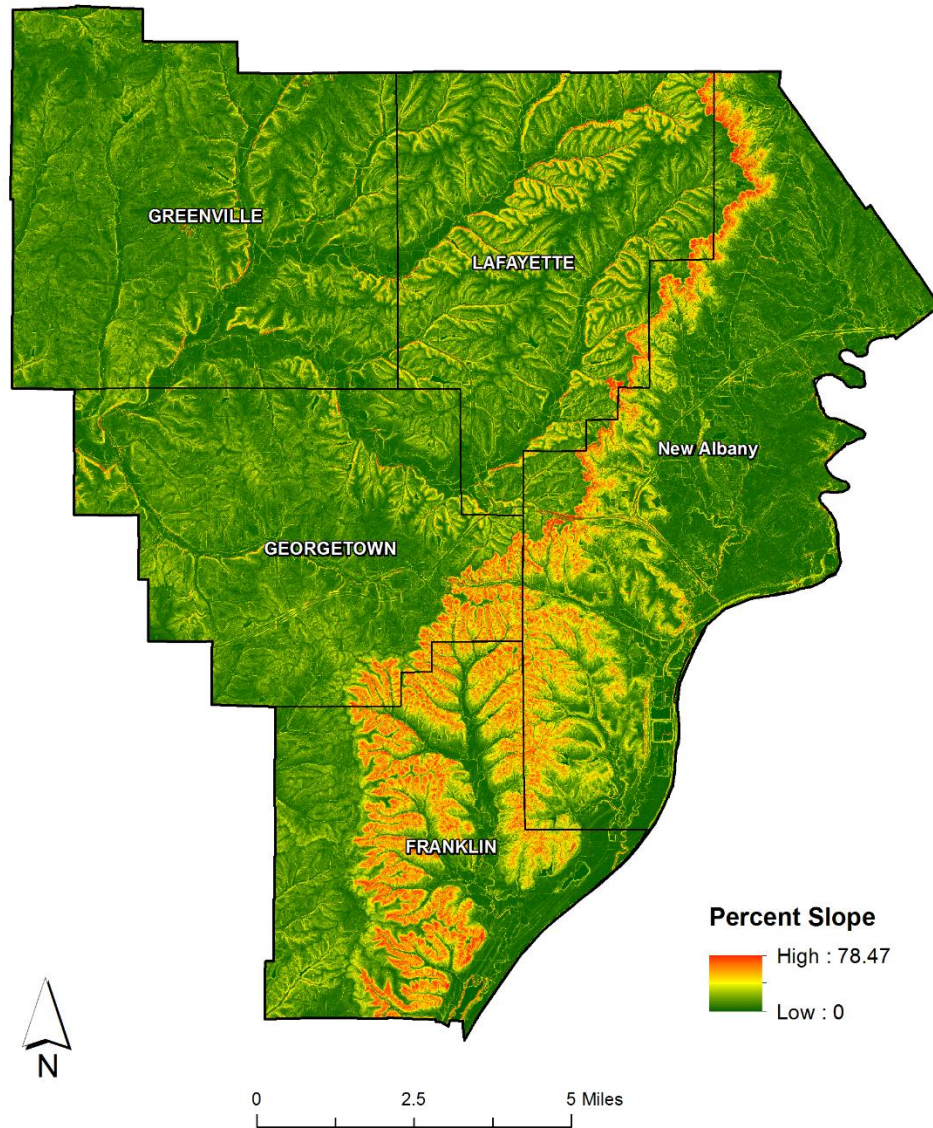 GREENVILLE
LAFAYETTE
New Albany
GEORGETOWN
FRANKLIN
Percent Slope
High : 78.47
Low : 0
N
0 2.5 5 Miles